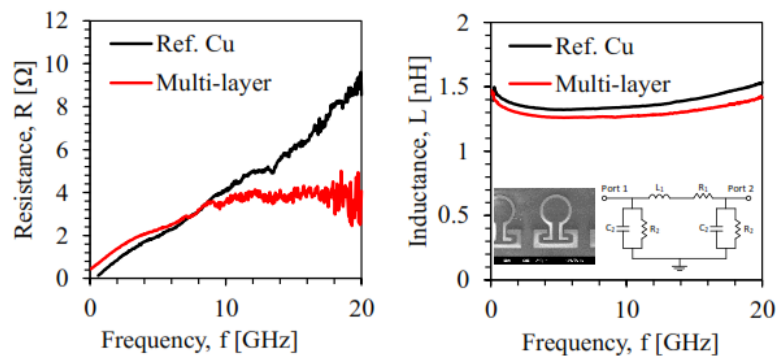 Resistance, R [Ω]
10
8
6
4
2
0
Ref. Cu
Multi-layer
0
10
20
Frequency, f [GHz]
Inductance, L [nH]
2
1.5
1
0.5
0
Ref. Cu
Multi-layer
Port 1
L₁
R₁
Port 2
C₂
R₂
C₂
R₂
0
10
20
Frequency, f [GHz]